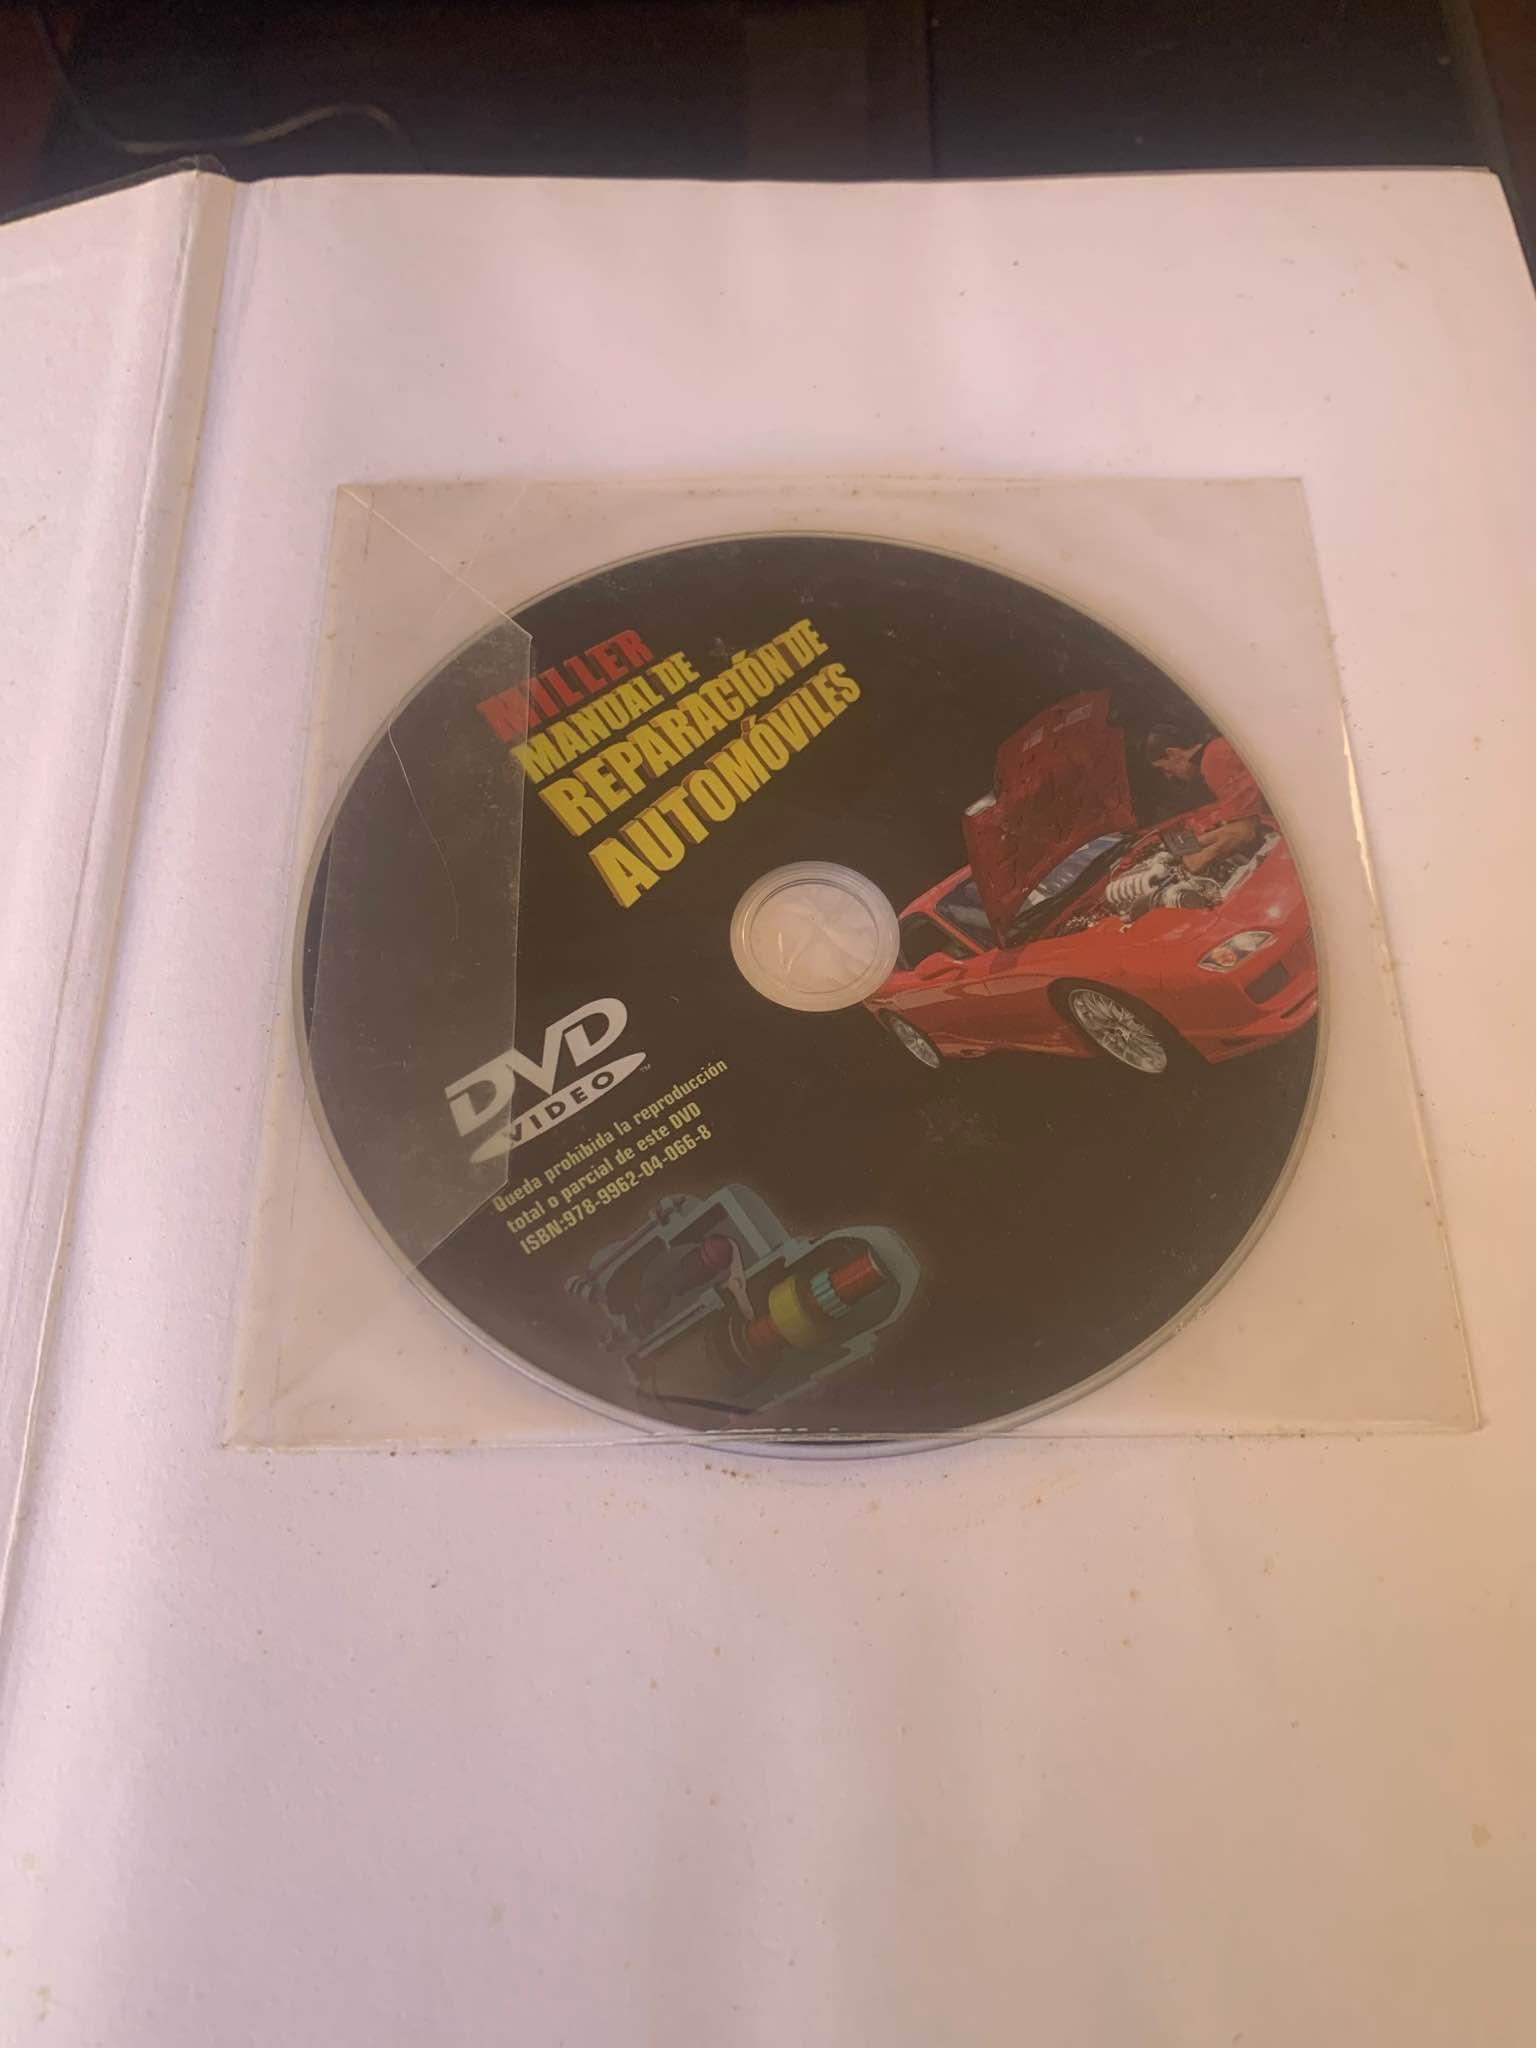 MILLER
MANUAL DE
REPARACIÓN DE
AUTOMÓVILES
DVD
VIDEO™
Queda prohibida la reproducción
total o parcial de este DVD
ISBN:978-9962-04-066-8